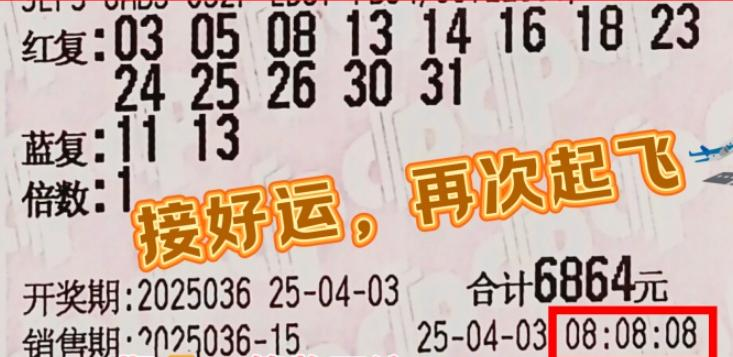 红复:03 05 08 13 14 16 18 23
24 25 26 30 31
蓝复:11 13
倍数:1
接好运，再次起飞
开奖期:2025036 25-04-03 合计6864元
销售期:2025036-15 25-04-03 08:08:08